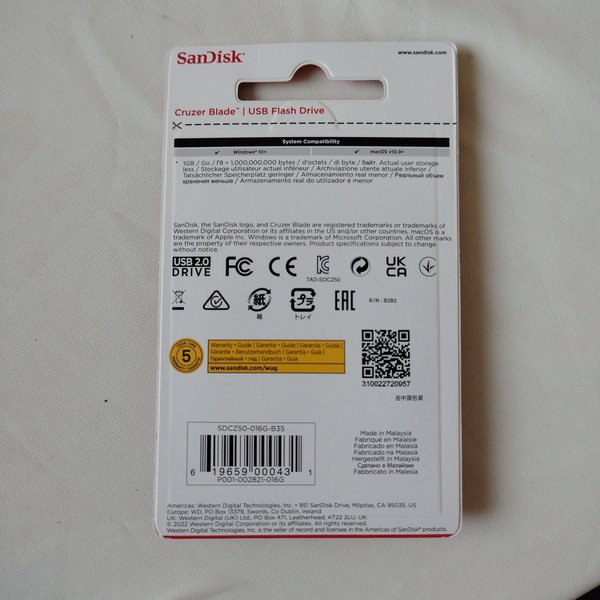 SanDisk®
www.sandisk.com
Cruzer Blade™ | USB Flash Drive
System Compatibility
✓ Windows® 10+ ✓ macOS v10.9+
* 1GB / Go / Гб = 1,000,000,000 bytes / d'octets / di byte / байт. Actual user storage
less / Stockage utilisateur actuel inférieur / Archiviazione utente attuale inferior /
Tatsächlicher Speicherplatz geringer / Almacenamiento real menor / Реальный объем
хранения меньше / Armazenamento real do utilizador é menor
SanDisk, the SanDisk logo, and Cruzer Blade are registered trademarks or trademarks of
Western Digital Corporation or its affiliates in the US and/or other countries. macOS is a
trademark of Apple Inc. Windows is a trademark of Microsoft Corporation. All other marks
are the property of their respective owners. Product specifications subject to change
without notice.
USB 2.0
DRIVE
FC CE
TAD-SDCZ50
UK
CA
紙
箱
プラ
トレイ
EAC
R/N : B2B2
5
Warranty • Guide | Garantie • Guide | Garanzia • Guida |
Garantie • Benutzerhandbuch | Garantía • Guía |
Гарантийный • гид | Garantia • Guia
www.sandisk.com/wug
310022720957
在中国包装
SDCZ50-016G-B35
6 19659 00043 1
P001-002821-016G
Made in Malaysia
Fabriqué en Malaisie
Fabricado en Malasia
Fabricado na Malásia
Hergestellt in Malaysia
Сделано в Малайзии
Fabbricato in Malaysia
Americas: Western Digital Technologies, Inc. • 951 SanDisk Drive, Milpitas, CA 95035, US
Europe: WD, PO Box 13379, Swords, Co Dublin, Ireland
UK: Western Digital (UK) Ltd., PO Box 471, Leatherhead, KT22 2LU, UK
© 2022 Western Digital Corporation or its affiliates. All rights reserved.
Western Digital Technologies, Inc. is the seller of record and licensee in the Americas of SanDisk® products.